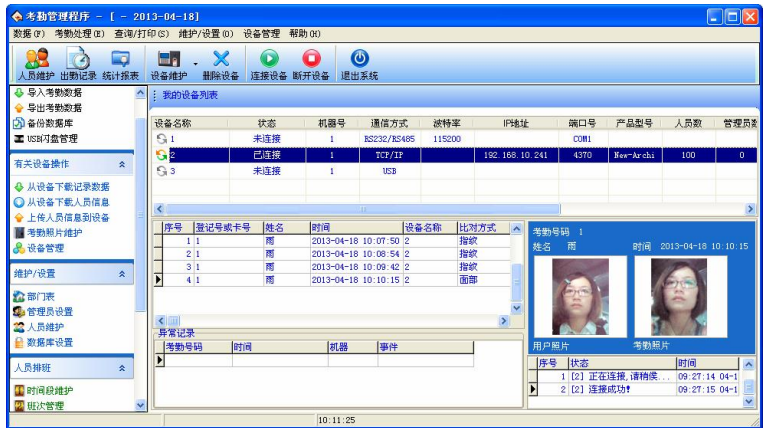 考勤管理程序 - [ - 2013-04-18]
数据(F) 考勤处理(E) 查询/打印(S) 维护/设置(O) 设备管理 帮助(H)
人员维护 出勤记录 统计报表 设备维护 删除设备 连接设备 断开设备 退出系统
导入考勤数据
导出考勤数据
备份数据库
USB闪盘管理
有关设备操作
从设备下载记录数据
从设备下载人员信息
上传人员信息到设备
考勤照片维护
设备管理
维护/设置
部门表
管理员设置
人员维护
数据库设置
人员排班
时间段维护
班次管理
我的设备列表
设备名称 状态 机器号 通信方式 波特率 IP地址 端口号 产品型号 人员数 管理员数
1 未连接 1 RS232/RS485 115200 COM1
2 已连接 1 TCP/IP 192.168.10.241 4370 New-Archi 100 0
3 未连接 1 USB
序号 登记号或卡号 姓名 时间 设备名称 比对方式
1 1 雨 2013-04-18 10:07:50 2 指纹
2 1 雨 2013-04-18 10:08:54 2 指纹
3 1 雨 2013-04-18 10:09:42 2 指纹
4 1 雨 2013-04-18 10:10:15 2 面部
异常记录
考勤号码 时间 机器 事件
考勤号码 1
姓名 雨 时间 2013-04-18 10:10:15
用户照片 考勤照片
序号 状态 时间
1 [2] 正在连接,请稍侯... 09:27:14 04-1
2 [2] 连接成功! 09:27:15 04-1
10:11:25